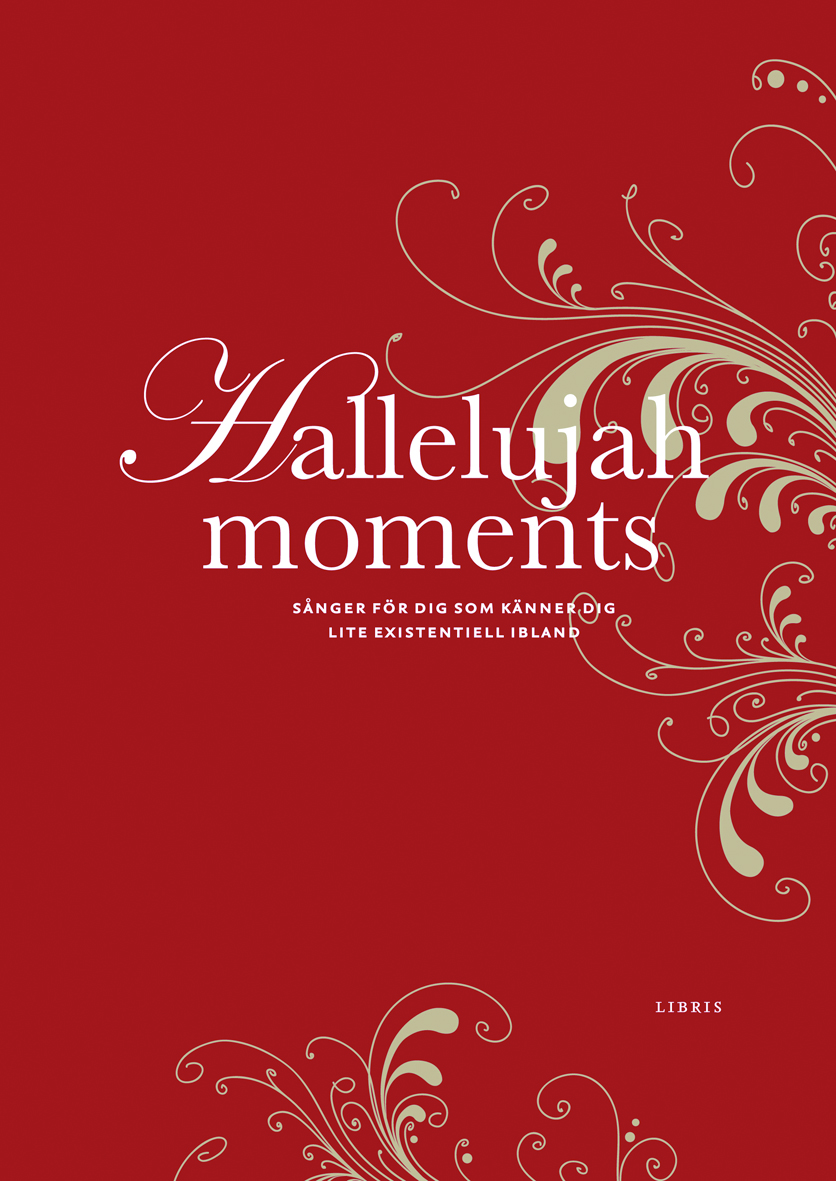 Hallelujah
moments
SÅNGER FÖR DIG SOM KÄNNER DIG
LITE EXISTENTIELL IBLAND
LIBRIS